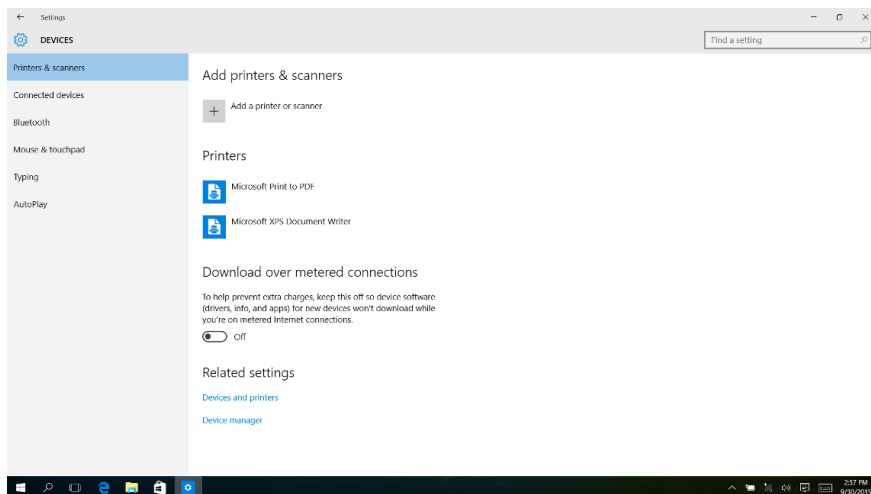 Settings
DEVICES
Find a setting
Printers & scanners
Connected devices
Bluetooth
Mouse & touchpad
Typing
AutoPlay
Add printers & scanners
Add a printer or scanner
Printers
Microsoft Print to PDF
Microsoft XPS Document Writer
Download over metered connections
To help prevent extra charges, keep this off so device software
(drivers, info, and apps) for new devices won't download while
you're on metered Internet connections.
Off
Related settings
Devices and printers
Device manager
2:57 PM
9/30/2015